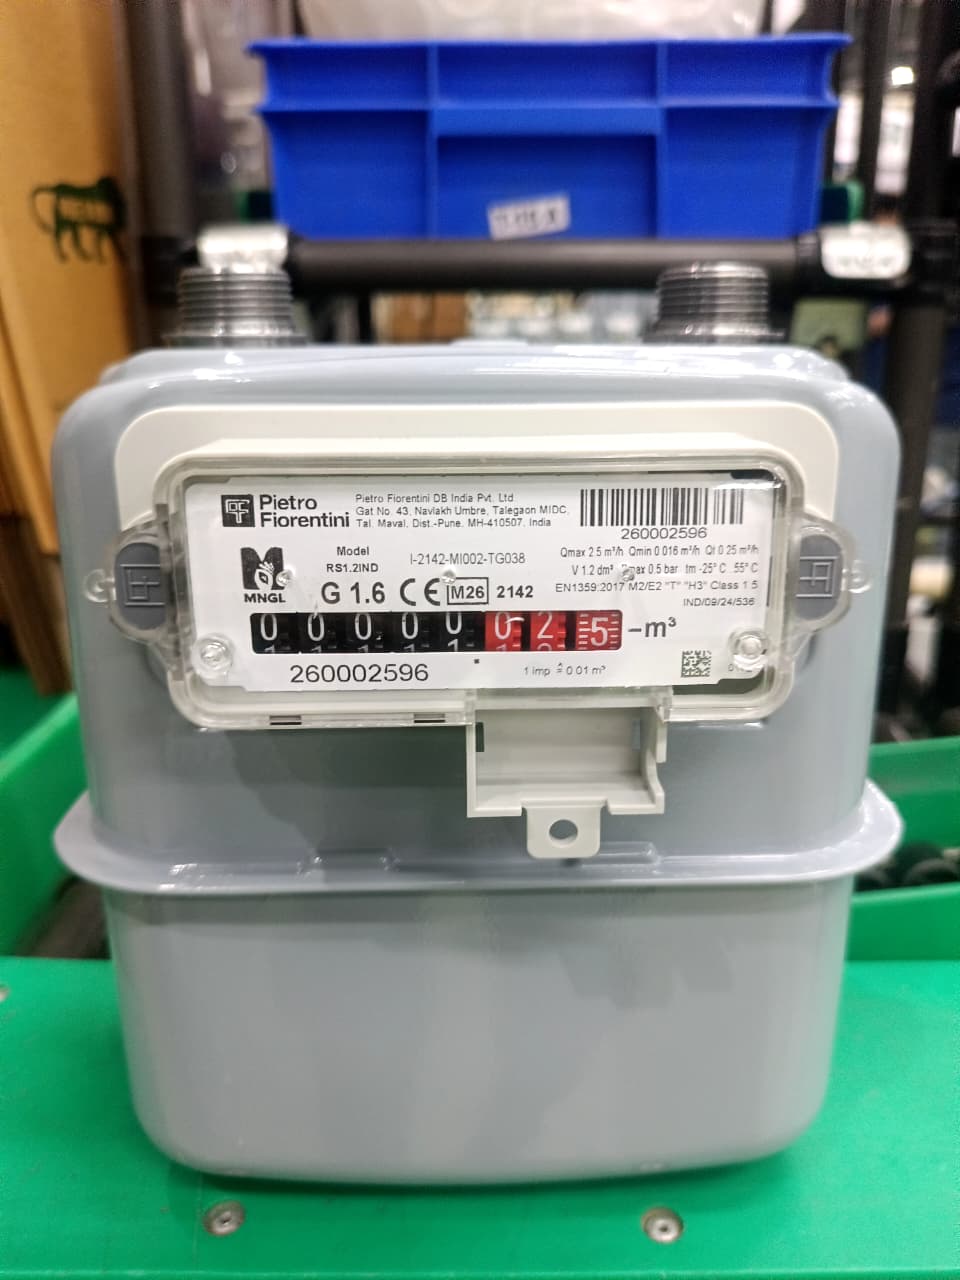 Pietro
Fiorentini
Pietro Fiorentini DB India Pvt. Ltd
Gat No. 43, Navlakh Umbre, Talegaon MIDC,
Tal. Maval, Dist.-Pune. MH-410507, India
260002596
MNGL
Model
RS1.2IND
I-2142-MI002-TG038
G 1.6 CE M26 2142
Qmax 2.5 m³/h Qmin 0.016 m³/h Qt 0.25 m³/h
V 1.2 dm³ Pmax 0.5 bar tm -25° C 55° C
EN1359:2017 M2/E2 "T" "H3" Class 1.5
IND/09/24/536
0 0 0 0 0 0 2 5 -m³
260002596
1 imp ≙ 0.01 m³